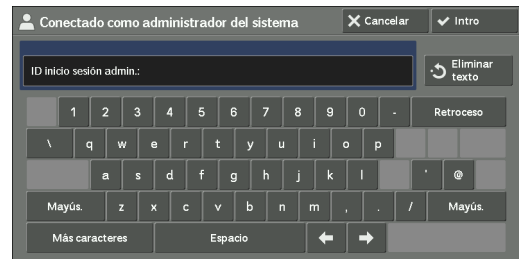 Conectado como administrador del sistema
Cancelar
Intro
ID inicio sesión admin.:
Eliminar texto
1 2 3 4 5 6 7 8 9 0 - Retroceso
\ q w e r t y u i o p
a s d f g h j k l ' @
Mayús. z x c v b n m , . / Mayús.
Más caracteres Espacio